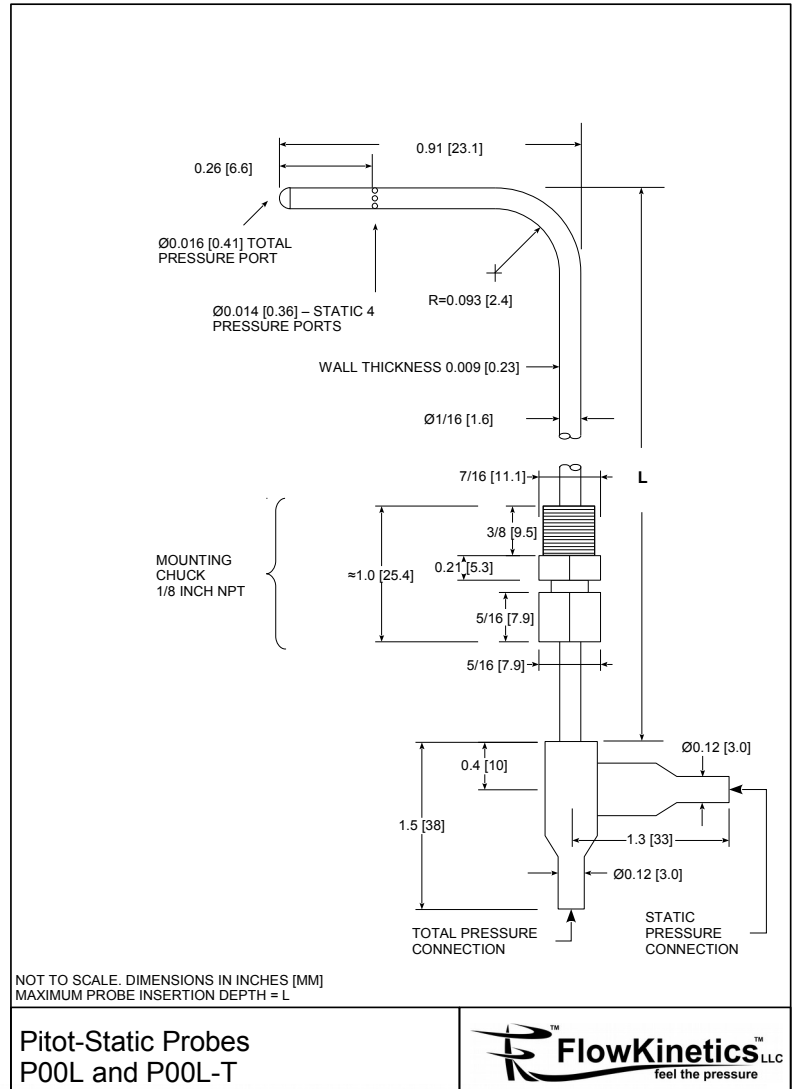 0.91 [23.1]
0.26 [6.6]
Ø0.016 [0.41] TOTAL
PRESSURE PORT
Ø0.014 [0.36] – STATIC 4
PRESSURE PORTS
R=0.093 [2.4]
WALL THICKNESS 0.009 [0.23]
Ø1/16 [1.6]
7/16 [11.1]
L
3/8 [9.5]
MOUNTING
CHUCK
1/8 INCH NPT
≈1.0 [25.4]
0.21 [5.3]
5/16 [7.9]
5/16 [7.9]
Ø0.12 [3.0]
0.4 [10]
1.5 [38]
1.3 [33]
Ø0.12 [3.0]
TOTAL PRESSURE
CONNECTION
STATIC
PRESSURE
CONNECTION
NOT TO SCALE. DIMENSIONS IN INCHES [MM]
MAXIMUM PROBE INSERTION DEPTH = L
Pitot-Static Probes
P00L and P00L-T
™ FlowKinetics™ LLC
feel the pressure